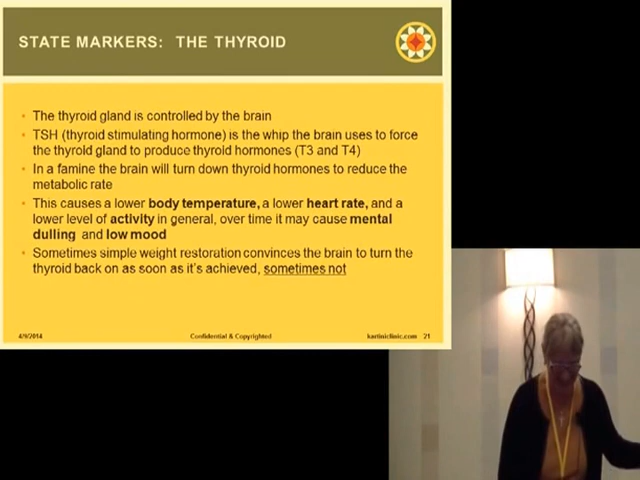 STATE MARKERS: THE THYROID
The thyroid gland is controlled by the brain
TSH (thyroid stimulating hormone) is the whip the brain uses to force
the thyroid gland to produce thyroid hormones (T3 and T4)
In a famine the brain will turn down thyroid hormones to reduce the
metabolic rate
This causes a lower body temperature, a lower heart rate, and a
lower level of activity in general, over time it may cause mental
dulling and low mood
Sometimes simple weight restoration convinces the brain to turn the
thyroid back on as soon as it's achieved, sometimes not
4/9/2014 Confidential & Copyrighted kartiniclinic.com 21